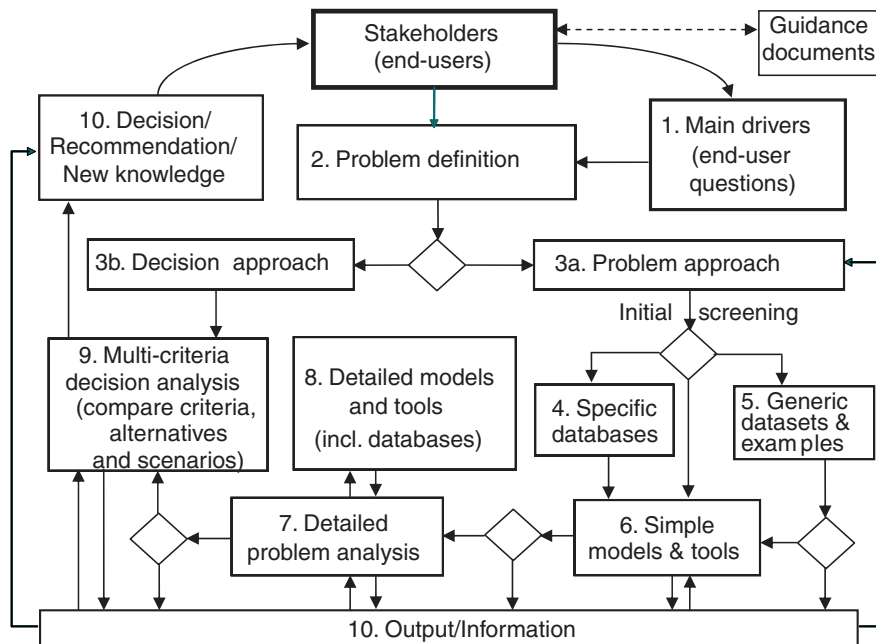 Stakeholders
(end-users)
Guidance
documents
10. Decision/
Recommendation/
New knowledge
1. Main drivers
(end-user
questions)
2. Problem definition
3b. Decision approach
3a. Problem approach
Initial screening
9. Multi-criteria
decision analysis
(compare criteria,
alternatives
and scenarios)
8. Detailed models
and tools
(incl. databases)
4. Specific
databases
5. Generic
datasets &
examples
7. Detailed
problem analysis
6. Simple
models & tools
10. Output/Information